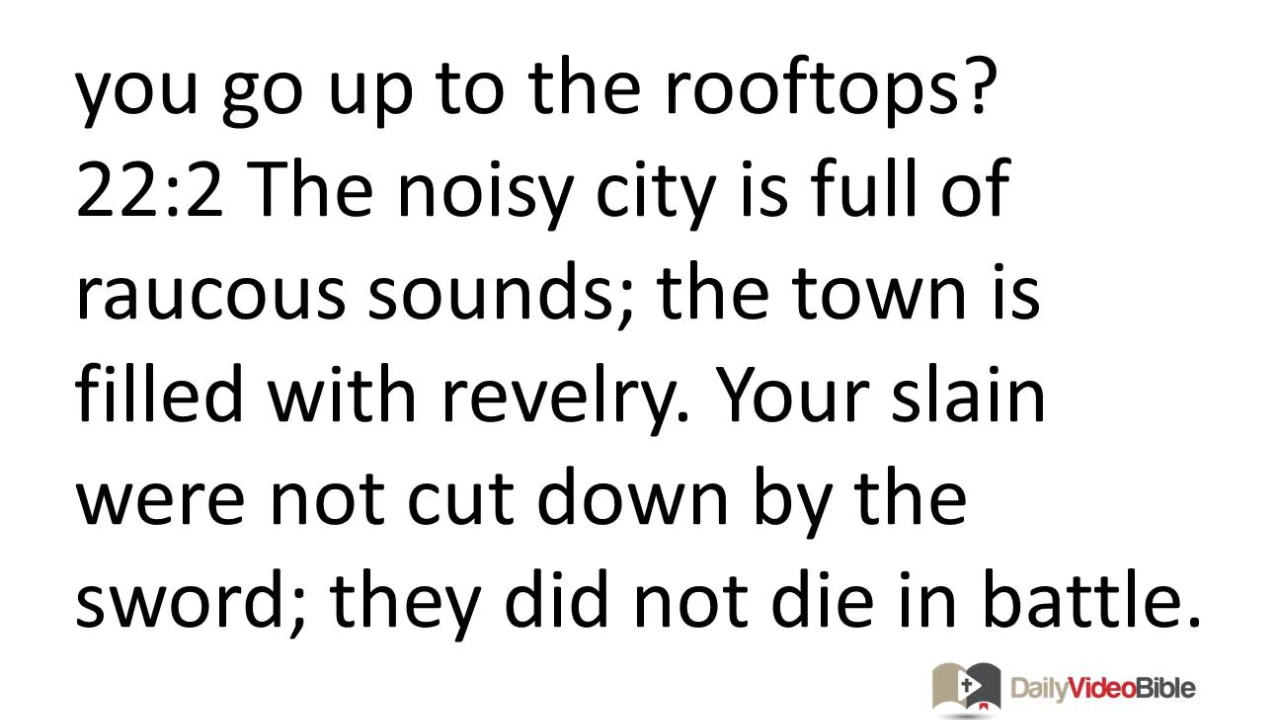 you go up to the rooftops?
22:2 The noisy city is full of
raucous sounds; the town is
filled with revelry. Your slain
were not cut down by the
sword; they did not die in battle.
DailyVideoBible